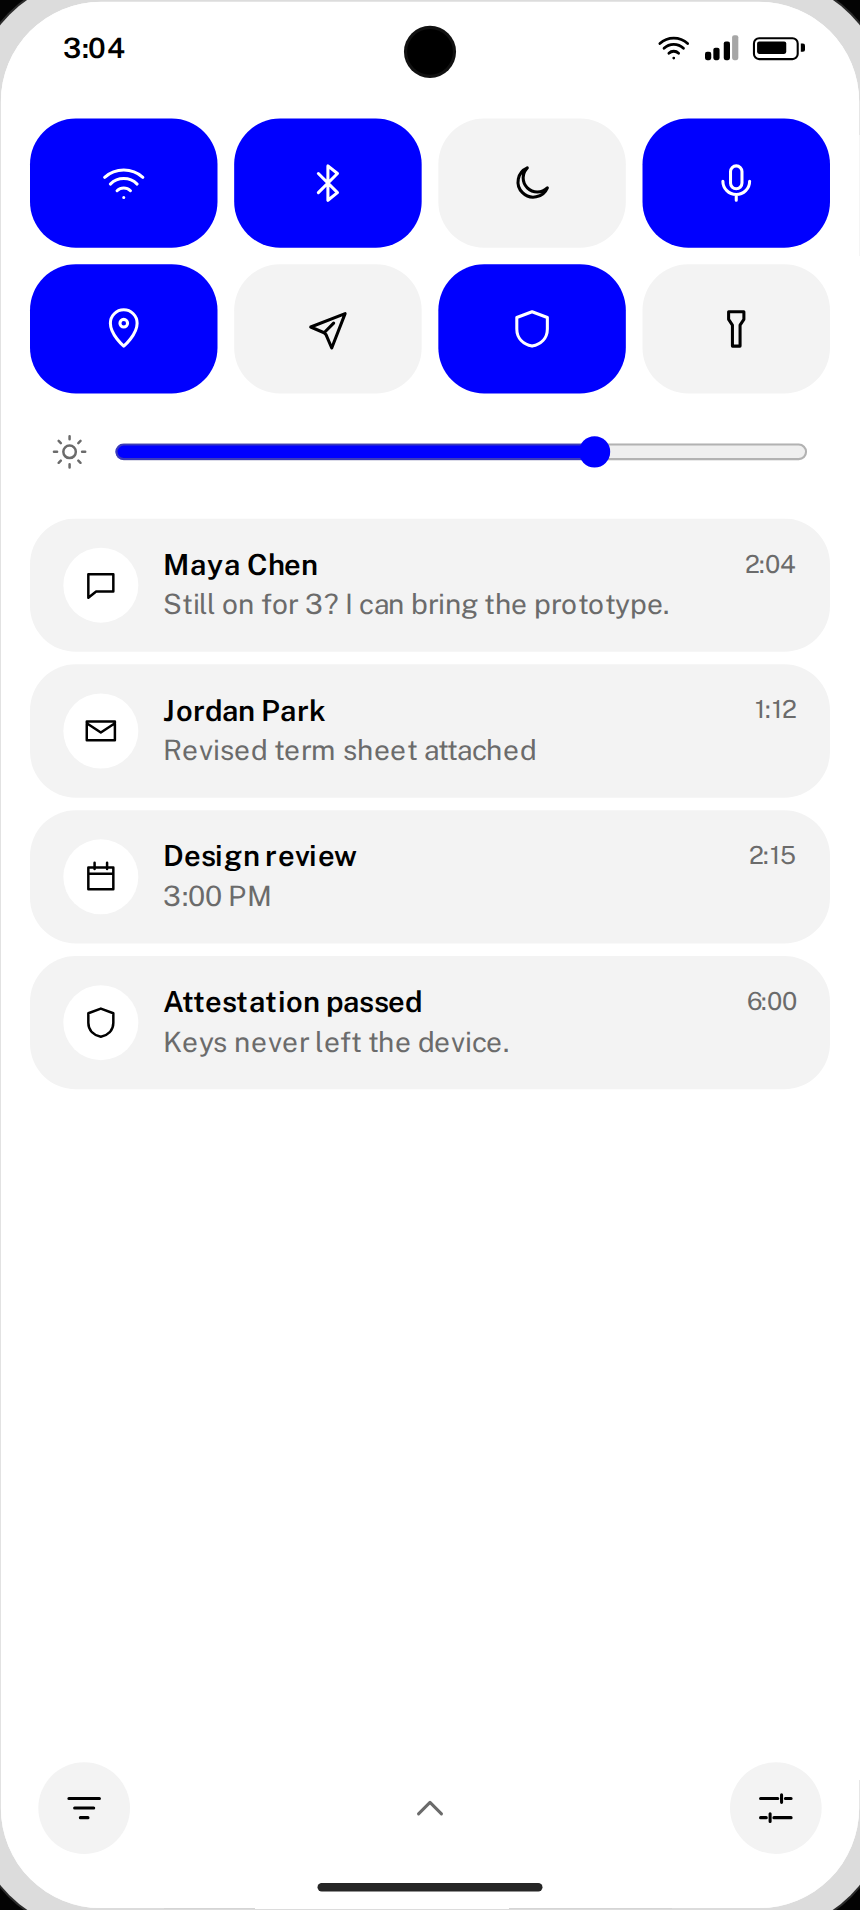 3:04
Maya Chen
2:04
Still on for 3? I can bring the prototype.
Jordan Park
1:12
Revised term sheet attached
Design review
2:15
3:00 PM
Attestation passed
6:00
Keys never left the device.